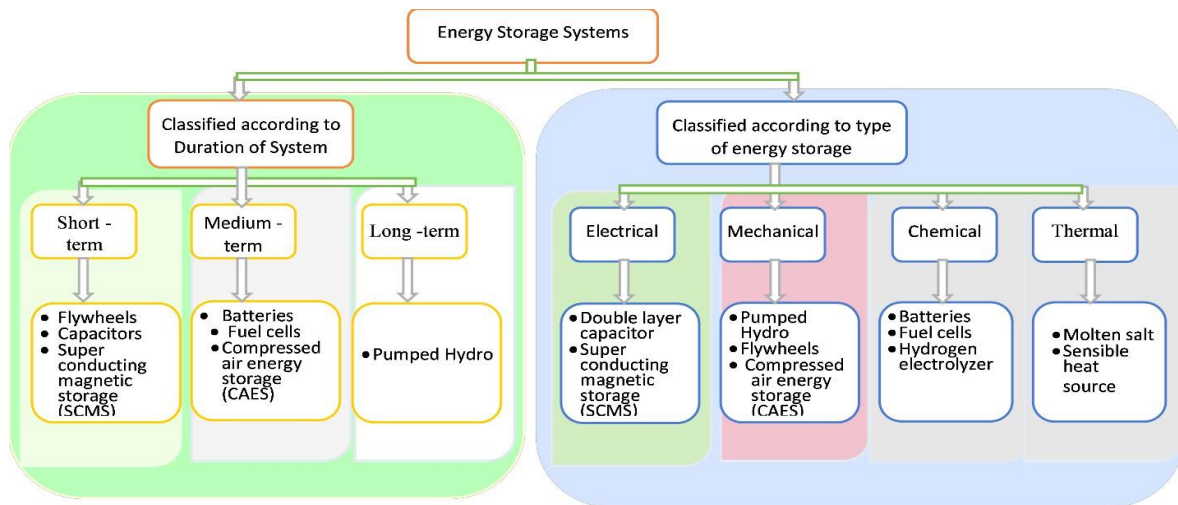 Energy Storage Systems
Classified according to
Duration of System
Classified according to type
of energy storage
Short -
term
Medium -
term
Long -term
Electrical
Mechanical
Chemical
Thermal
• Flywheels
• Capacitors
• Super
conducting
magnetic
storage
(SCMS)
• Batteries
• Fuel cells
• Compressed
air energy
storage
(CAES)
• Pumped Hydro
• Double layer
capacitor
• Super
conducting
magnetic
storage
(SCMS)
• Pumped
Hydro
• Flywheels
• Compressed
air energy
storage
(CAES)
• Batteries
• Fuel cells
• Hydrogen
electrolyzer
• Molten salt
• Sensible
heat
source